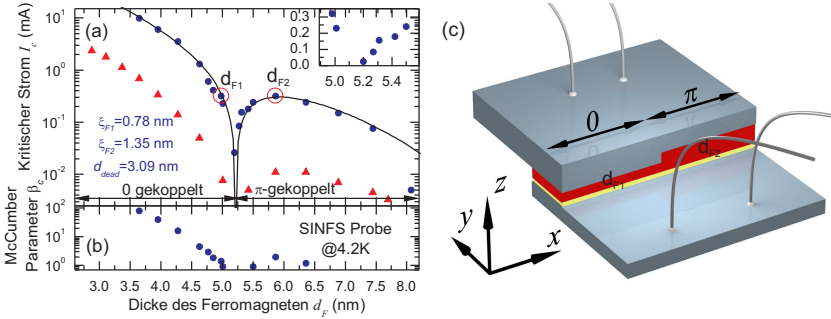 (a)
Kritischer Strom I_c (mA)
10^1
10^0
10^-1
10^-2
0.3
0.2
0.1
0.0
5.0 5.2 5.4
d_F1
d_F2
ξ_F1=0.78 nm
ξ_F2=1.35 nm
d_dead=3.09 nm
0 gekoppelt
π-gekoppelt
McCumber
Parameter β_c
10^2
10^1
10^0
(b)
SINFS Probe
@4.2K
3.0 3.5 4.0 4.5 5.0 5.5 6.0 6.5 7.0 7.5 8.0
Dicke des Ferromagneten d_F (nm)
(c)
0
π
d_F1
d_F2
z
y
x